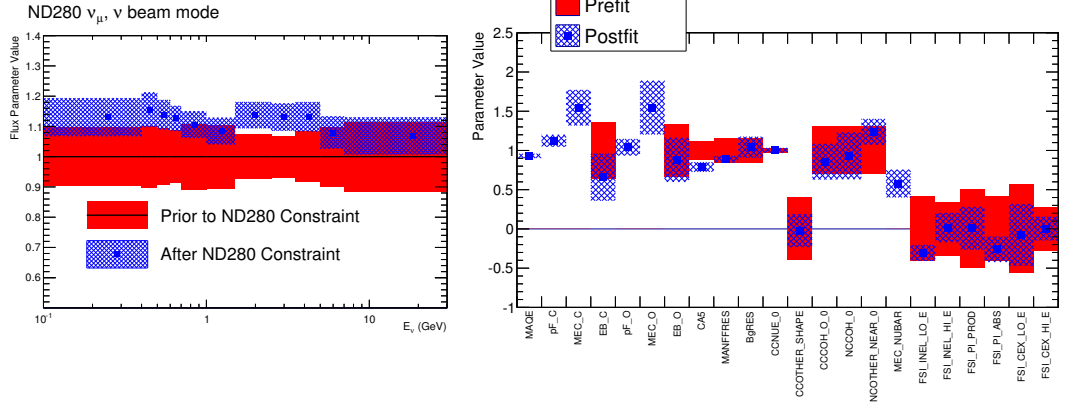 ND280 νμ, ν beam mode
Flux Parameter Value
1.4
1.3
1.2
1.1
1
0.9
0.8
0.7
0.6
Prior to ND280 Constraint
After ND280 Constraint
10-1
1
10
Eν (GeV)
Prefit
Postfit
Parameter Value
2.5
2
1.5
1
0.5
0
-0.5
-1
MAQE
pF_C
MEC_C
EB_C
pF_O
MEC_O
EB_O
CA5
MANFFRES
BgRES
CCNUE_0
CCOTHER_SHAPE
CCCOH_O_0
NCCOH_0
NCOTHER_NEAR_0
MEC_NUBAR
FSI_INEL_LO_E
FSI_INEL_HI_E
FSI_PI_PROD
FSI_PI_ABS
FSI_CEX_LO_E
FSI_CEX_HI_E